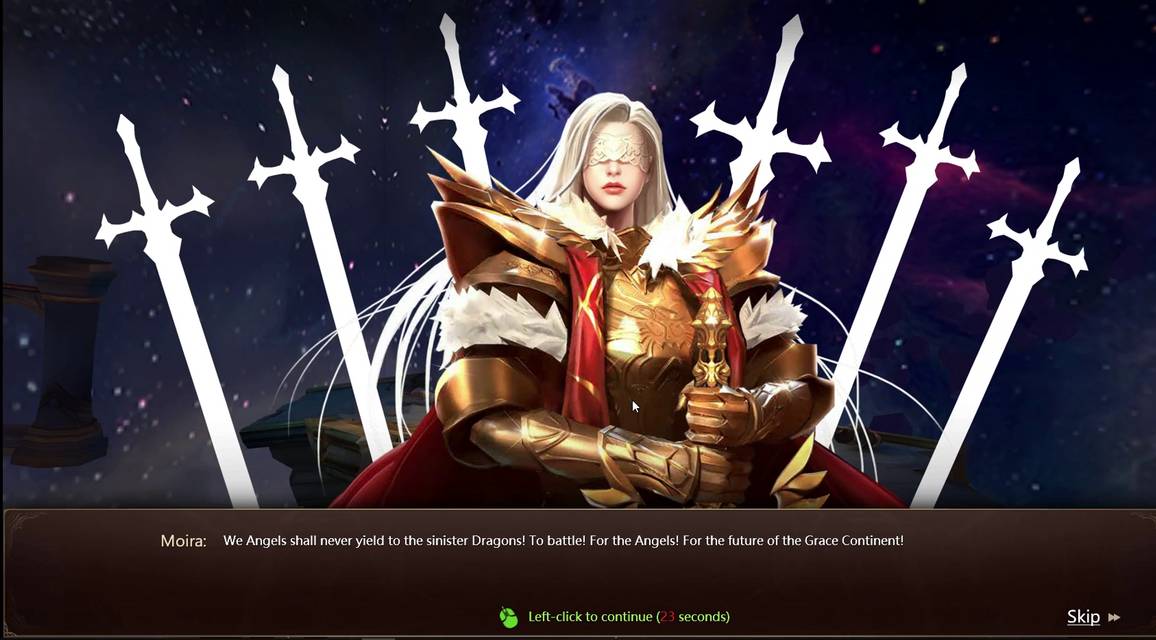 Moira: We Angels shall never yield to the sinister Dragons! To battle! For the Angels! For the future of the Grace Continent!
Left-click to continue (23 seconds)
Skip